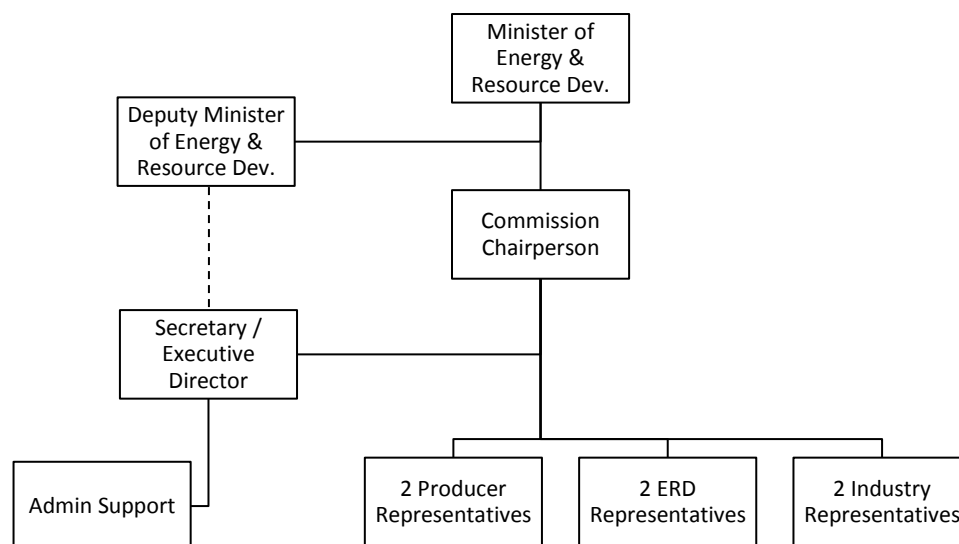 Minister of
Energy &
Resource Dev.
Deputy Minister
of Energy &
Resource Dev.
Commission
Chairperson
Secretary /
Executive
Director
Admin Support
2 Producer
Representatives
2 ERD
Representatives
2 Industry
Representatives